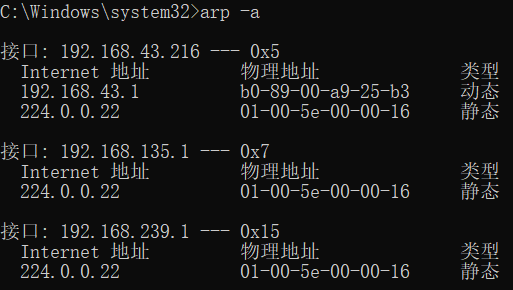 C:\Windows\system32>arp -a
接口: 192.168.43.216 --- 0x5
Internet 地址 物理地址 类型
192.168.43.1 b0-89-00-a9-25-b3 动态
224.0.0.22 01-00-5e-00-00-16 静态
接口: 192.168.135.1 --- 0x7
Internet 地址 物理地址 类型
224.0.0.22 01-00-5e-00-00-16 静态
接口: 192.168.239.1 --- 0x15
Internet 地址 物理地址 类型
224.0.0.22 01-00-5e-00-00-16 静态